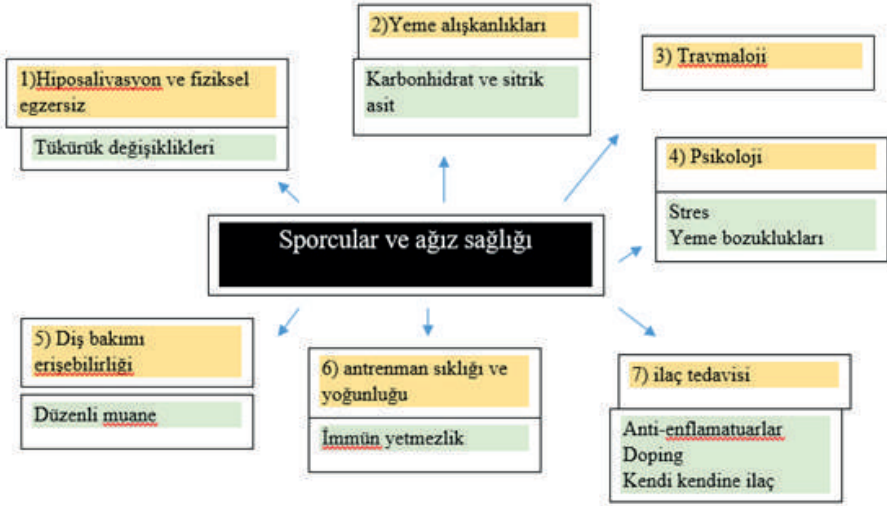 1)Hiposalivasyon ve fiziksel
egzersiz
Tükürük değişiklikleri
2)Yeme alışkanlıkları
Karbonhidrat ve sitrik
asit
3) Travmaloji
4) Psikoloji
Stres
Yeme bozuklukları
Sporcular ve ağız sağlığı
5) Diş bakımı
erişebilirliği
Düzenli muane
6) antrenman sıklığı ve
yoğunluğu
İmmün yetmezlik
7) ilaç tedavisi
Anti-enflamatuarlar
Doping
Kendi kendine ilaç